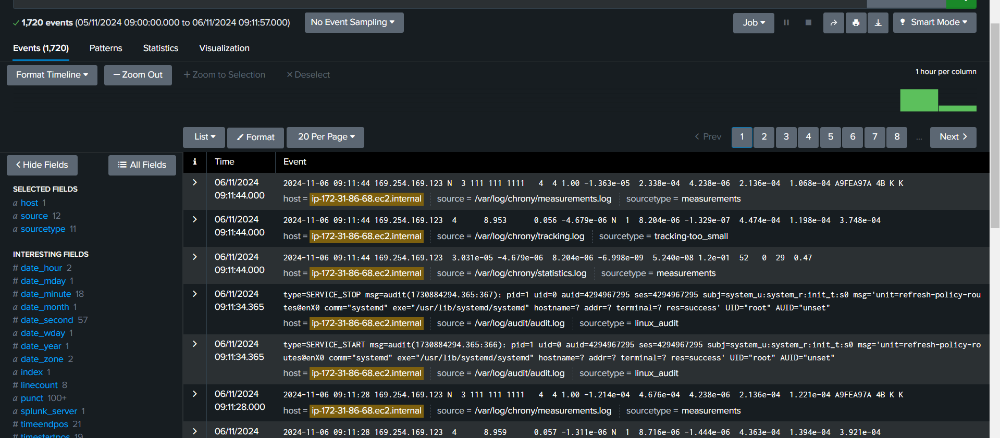 1,720 events (05/11/2024 09:00:00.000 to 06/11/2024 09:11:57.000)
No Event Sampling
Job
Smart Mode
Events (1,720)
Patterns
Statistics
Visualization
Format Timeline
— Zoom Out
+ Zoom to Selection
× Deselect
1 hour per column
List
Format
20 Per Page
< Prev
1
2
3
4
5
6
7
8
...
Next >
< Hide Fields
All Fields
SELECTED FIELDS
a host 1
a source 12
a sourcetype 11
INTERESTING FIELDS
# date_hour 2
# date_mday 1
# date_minute 18
a date_month 1
# date_second 57
a date_wday 1
# date_year 1
a date_zone 2
a index 1
# linecount 8
a punct 100+
a splunk_server 1
# timeendpos 21
# timestartpos 19
i
Time
Event
> 06/11/2024
09:11:44.000
2024-11-06 09:11:44 169.254.169.123 N  3 111 111 1111   4  4 1.00 -1.363e-05  2.338e-04  4.238e-06  2.136e-04  1.068e-04 A9FEA97A 4B K K
host = ip-172-31-86-68.ec2.internal source = /var/log/chrony/measurements.log sourcetype = measurements
> 06/11/2024
09:11:44.000
2024-11-06 09:11:44 169.254.169.123  4      8.953      0.056 -4.679e-06 N  1  8.204e-06 -1.329e-07  4.474e-04  1.198e-04  3.748e-04
host = ip-172-31-86-68.ec2.internal source = /var/log/chrony/tracking.log sourcetype = tracking-too_small
> 06/11/2024
09:11:44.000
2024-11-06 09:11:44 169.254.169.123  3.031e-05 -4.679e-06  8.204e-06 -6.998e-09  5.240e-08 1.2e-01  52   0  29  0.47
host = ip-172-31-86-68.ec2.internal source = /var/log/chrony/statistics.log sourcetype = measurements
> 06/11/2024
09:11:34.365
type=SERVICE_STOP msg=audit(1730884294.365:367): pid=1 uid=0 auid=4294967295 ses=4294967295 subj=system_u:system_r:init_t:s0 msg='unit=refresh-policy-rou
tes@enX0 comm="systemd" exe="/usr/lib/systemd/systemd" hostname=? addr=? terminal=? res=success' UID="root" AUID="unset"
host = ip-172-31-86-68.ec2.internal source = /var/log/audit/audit.log sourcetype = linux_audit
> 06/11/2024
09:11:34.365
type=SERVICE_START msg=audit(1730884294.365:366): pid=1 uid=0 auid=4294967295 ses=4294967295 subj=system_u:system_r:init_t:s0 msg='unit=refresh-policy-ro
utes@enX0 comm="systemd" exe="/usr/lib/systemd/systemd" hostname=? addr=? terminal=? res=success' UID="root" AUID="unset"
host = ip-172-31-86-68.ec2.internal source = /var/log/audit/audit.log sourcetype = linux_audit
> 06/11/2024
09:11:28.000
2024-11-06 09:11:28 169.254.169.123 N  3 111 111 1111   4  4 1.00 -1.214e-04  4.676e-04  4.238e-06  2.136e-04  1.221e-04 A9FEA97A 4B K K
host = ip-172-31-86-68.ec2.internal source = /var/log/chrony/measurements.log sourcetype = measurements
> 06/11/2024
2024-11-06 09:11:28 169.254.169.123  4      8.959      0.057 -1.311e-06 N  1  8.716e-06 -1.444e-06  4.363e-04  1.394e-04  3.921e-04